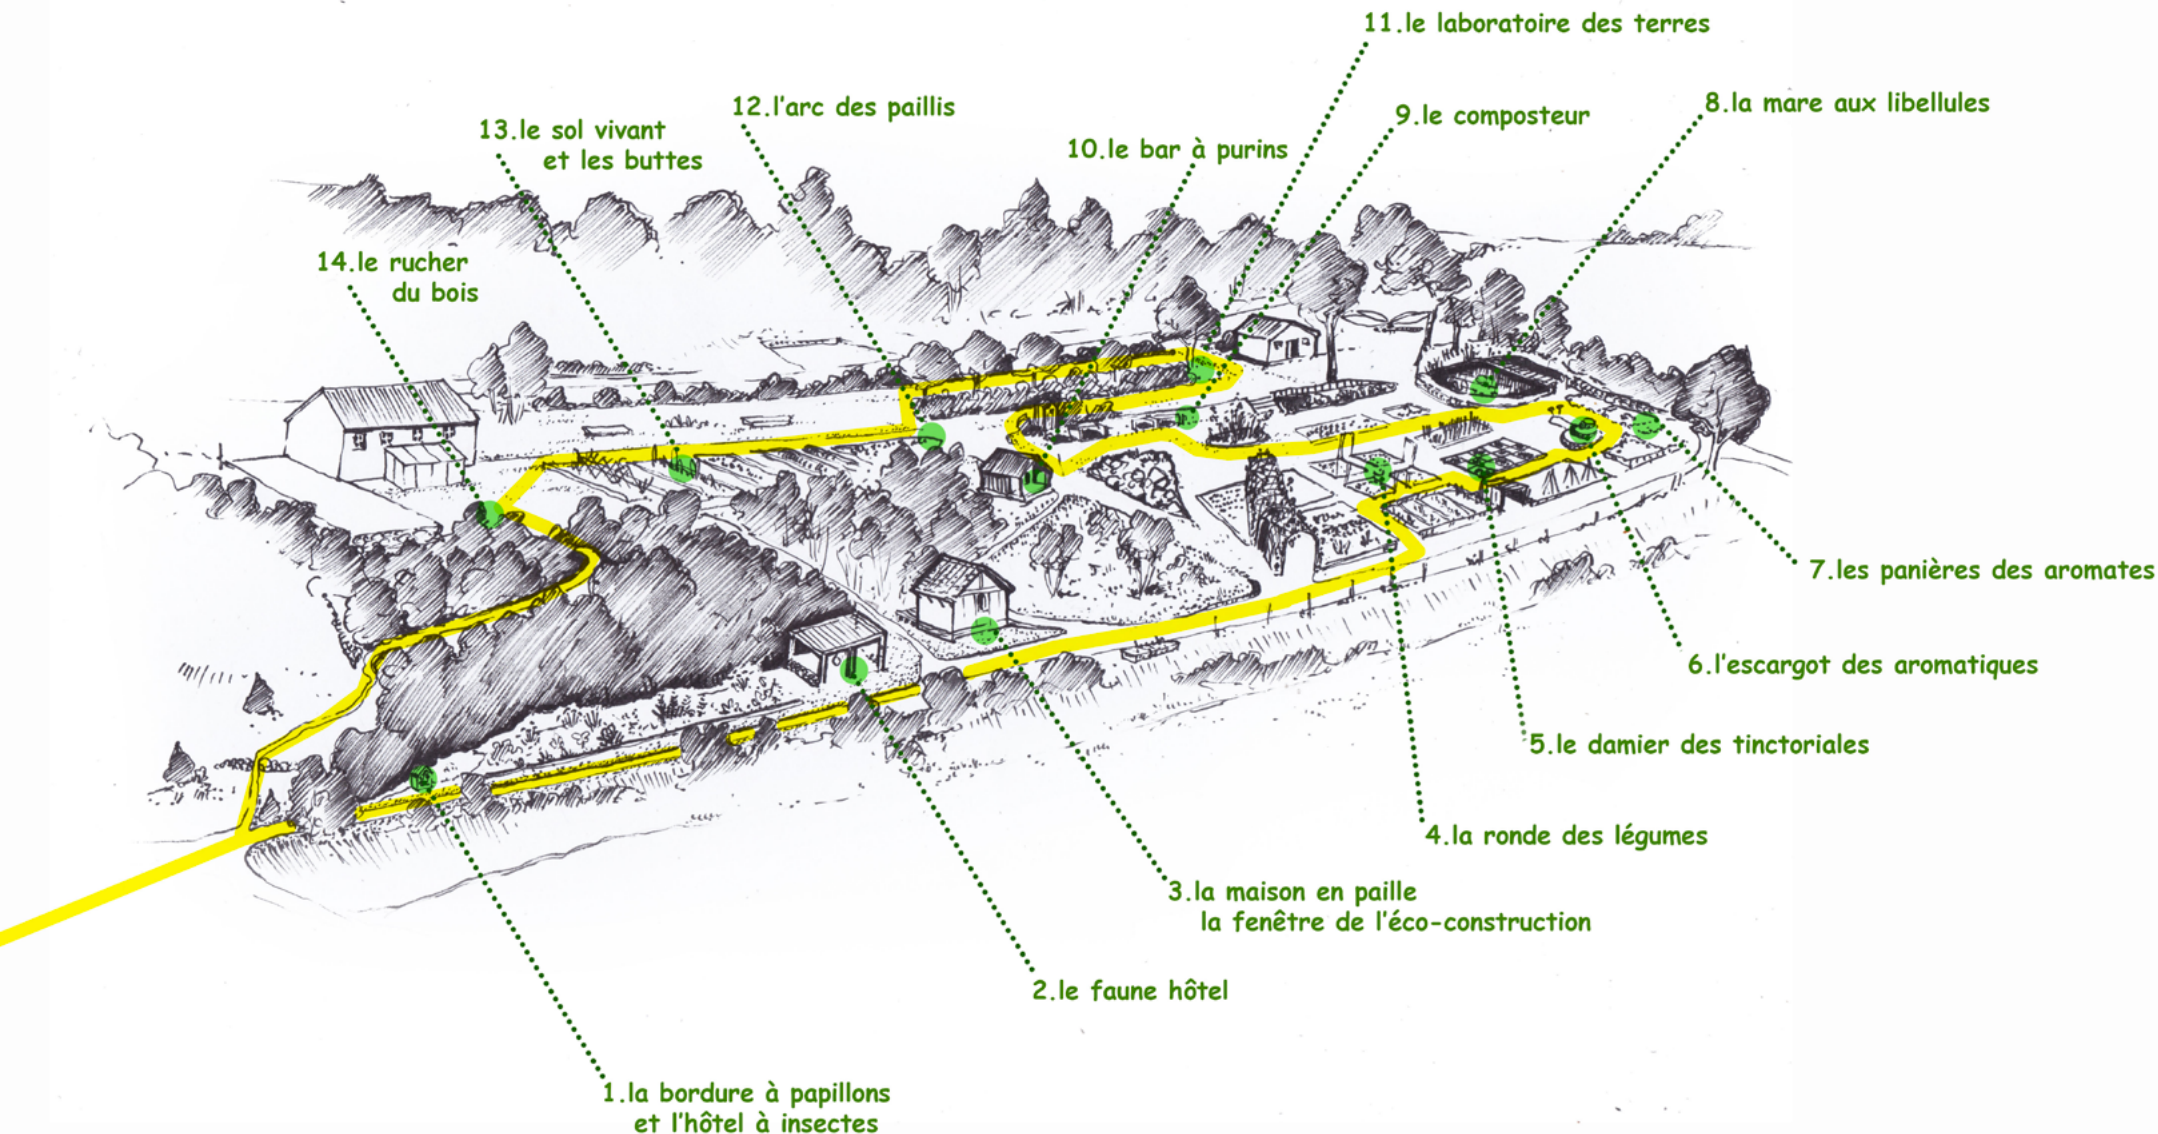 11.le laboratoire des terres
8.la mare aux libellules
12.l'arc des paillis
9.le composteur
13.le sol vivant
et les buttes
10.le bar à purins
14.le rucher
du bois
7.les panières des aromates
6.l'escargot des aromatiques
5.le damier des tinctoriales
4.la ronde des légumes
3.la maison en paille
la fenêtre de l'éco-construction
2.le faune hôtel
1.la bordure à papillons
et l'hôtel à insectes